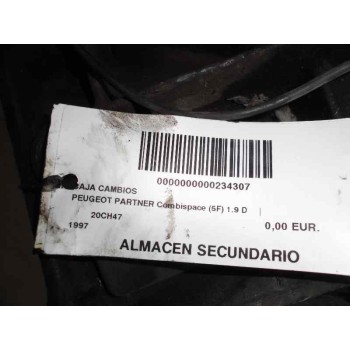 0000000000234307
CAJA CAMBIOS
PEUGEOT PARTNER Combispace (5F) 1.9 D |
20CH47
1997
0,00 EUR.
ALMACEN SECUNDARIO